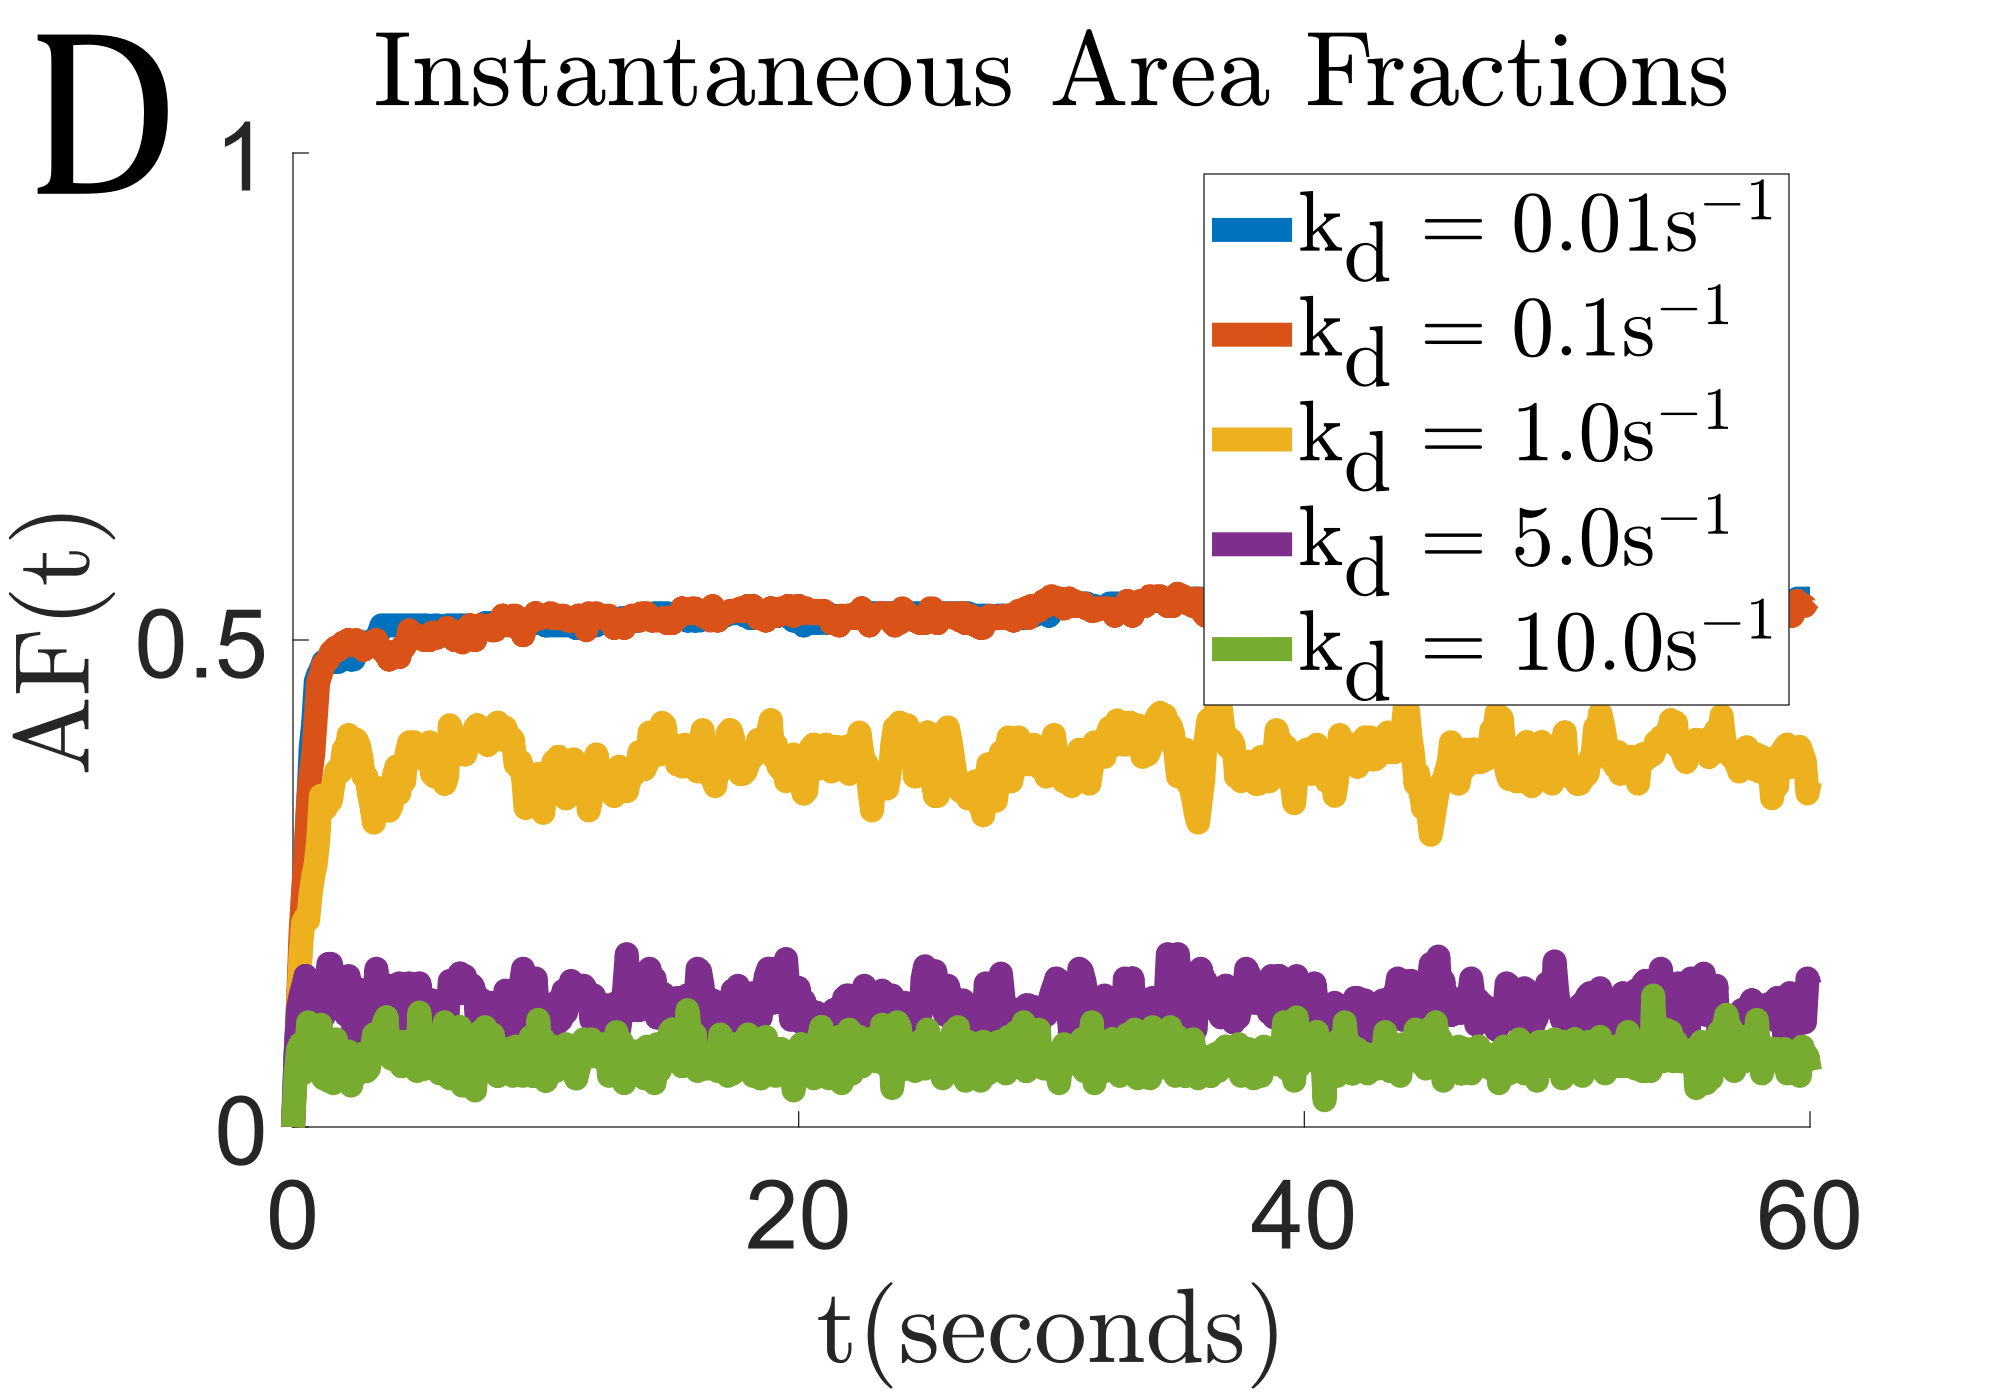 D
Instantaneous Area Fractions
1
0.5
0
AF(t)
k_d = 0.01s⁻¹
k_d = 0.1s⁻¹
k_d = 1.0s⁻¹
k_d = 5.0s⁻¹
k_d = 10.0s⁻¹
0 20 40 60
t(seconds)